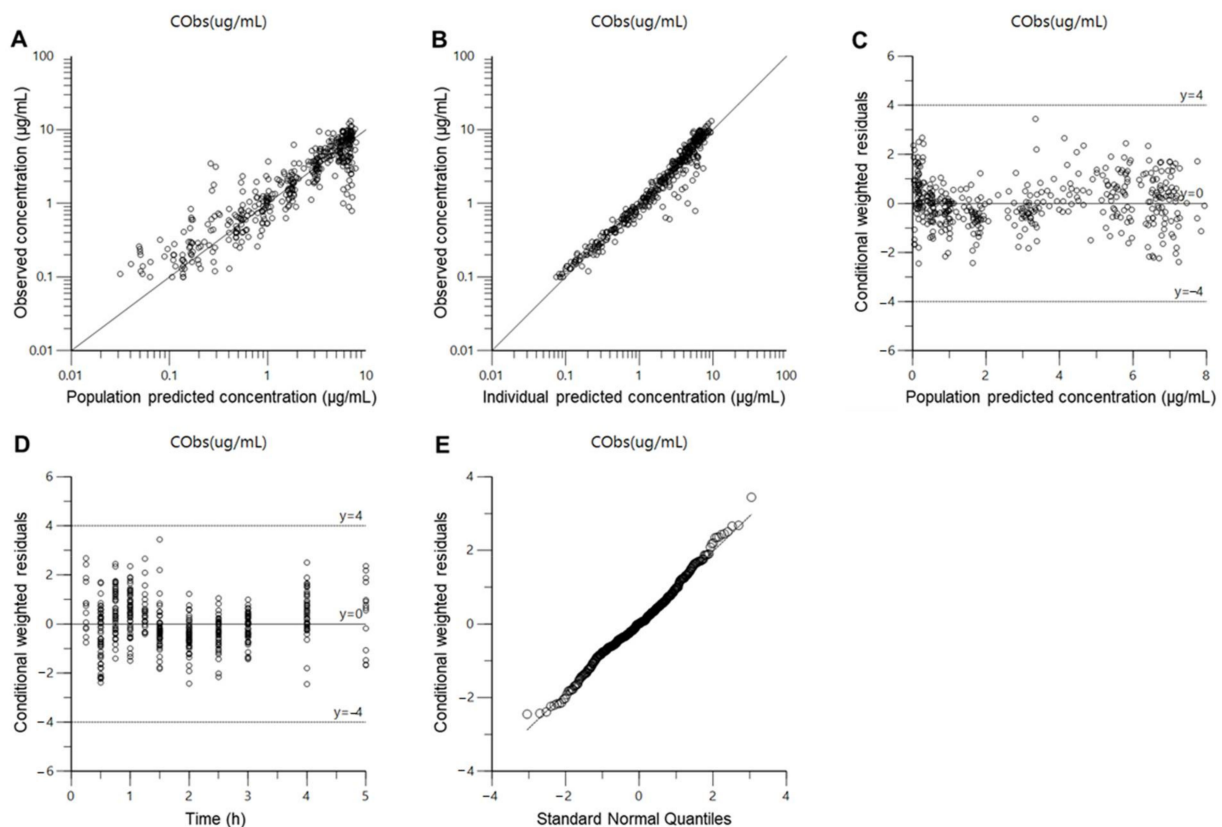 CObs(ug/mL)
A
100
10
1
0.1
0.01
Observed concentration (µg/mL)
0.01 0.1 1 10
Population predicted concentration (µg/mL)
CObs(ug/mL)
B
100
10
1
0.1
0.01
Observed concentration (µg/mL)
0.01 0.1 1 10 100
Individual predicted concentration (µg/mL)
CObs(ug/mL)
C
6
4
2
0
−2
−4
−6
Conditional weighted residuals
y=4
y=0
y=−4
0 2 4 6 8
Population predicted concentration (µg/mL)
CObs(ug/mL)
D
6
4
2
0
−2
−4
−6
Conditional weighted residuals
y=4
y=0
y=−4
0 1 2 3 4 5
Time (h)
CObs(ug/mL)
E
4
2
0
−2
−4
Conditional weighted residuals
−4 −2 0 2 4
Standard Normal Quantiles